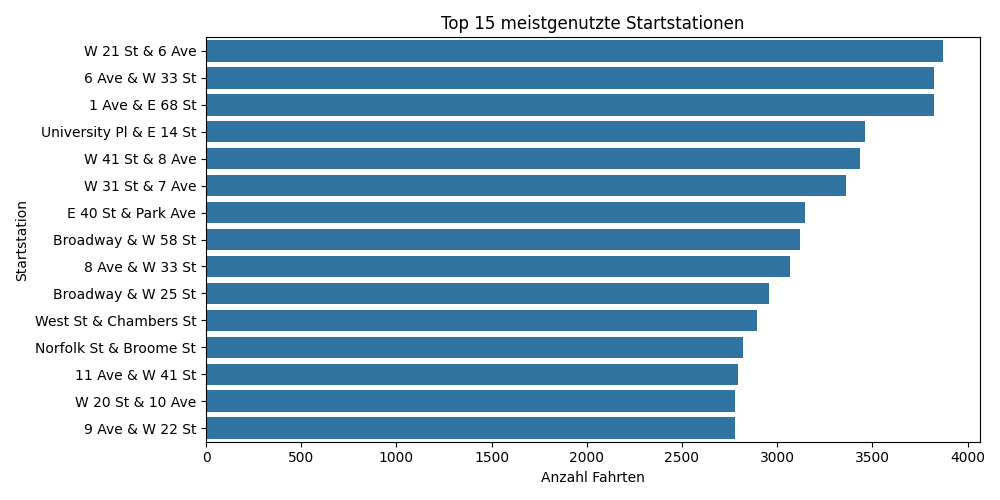 Top 15 meistgenutzte Startstationen
Startstation
W 21 St & 6 Ave
6 Ave & W 33 St
1 Ave & E 68 St
University Pl & E 14 St
W 41 St & 8 Ave
W 31 St & 7 Ave
E 40 St & Park Ave
Broadway & W 58 St
8 Ave & W 33 St
Broadway & W 25 St
West St & Chambers St
Norfolk St & Broome St
11 Ave & W 41 St
W 20 St & 10 Ave
9 Ave & W 22 St
0 500 1000 1500 2000 2500 3000 3500 4000
Anzahl Fahrten